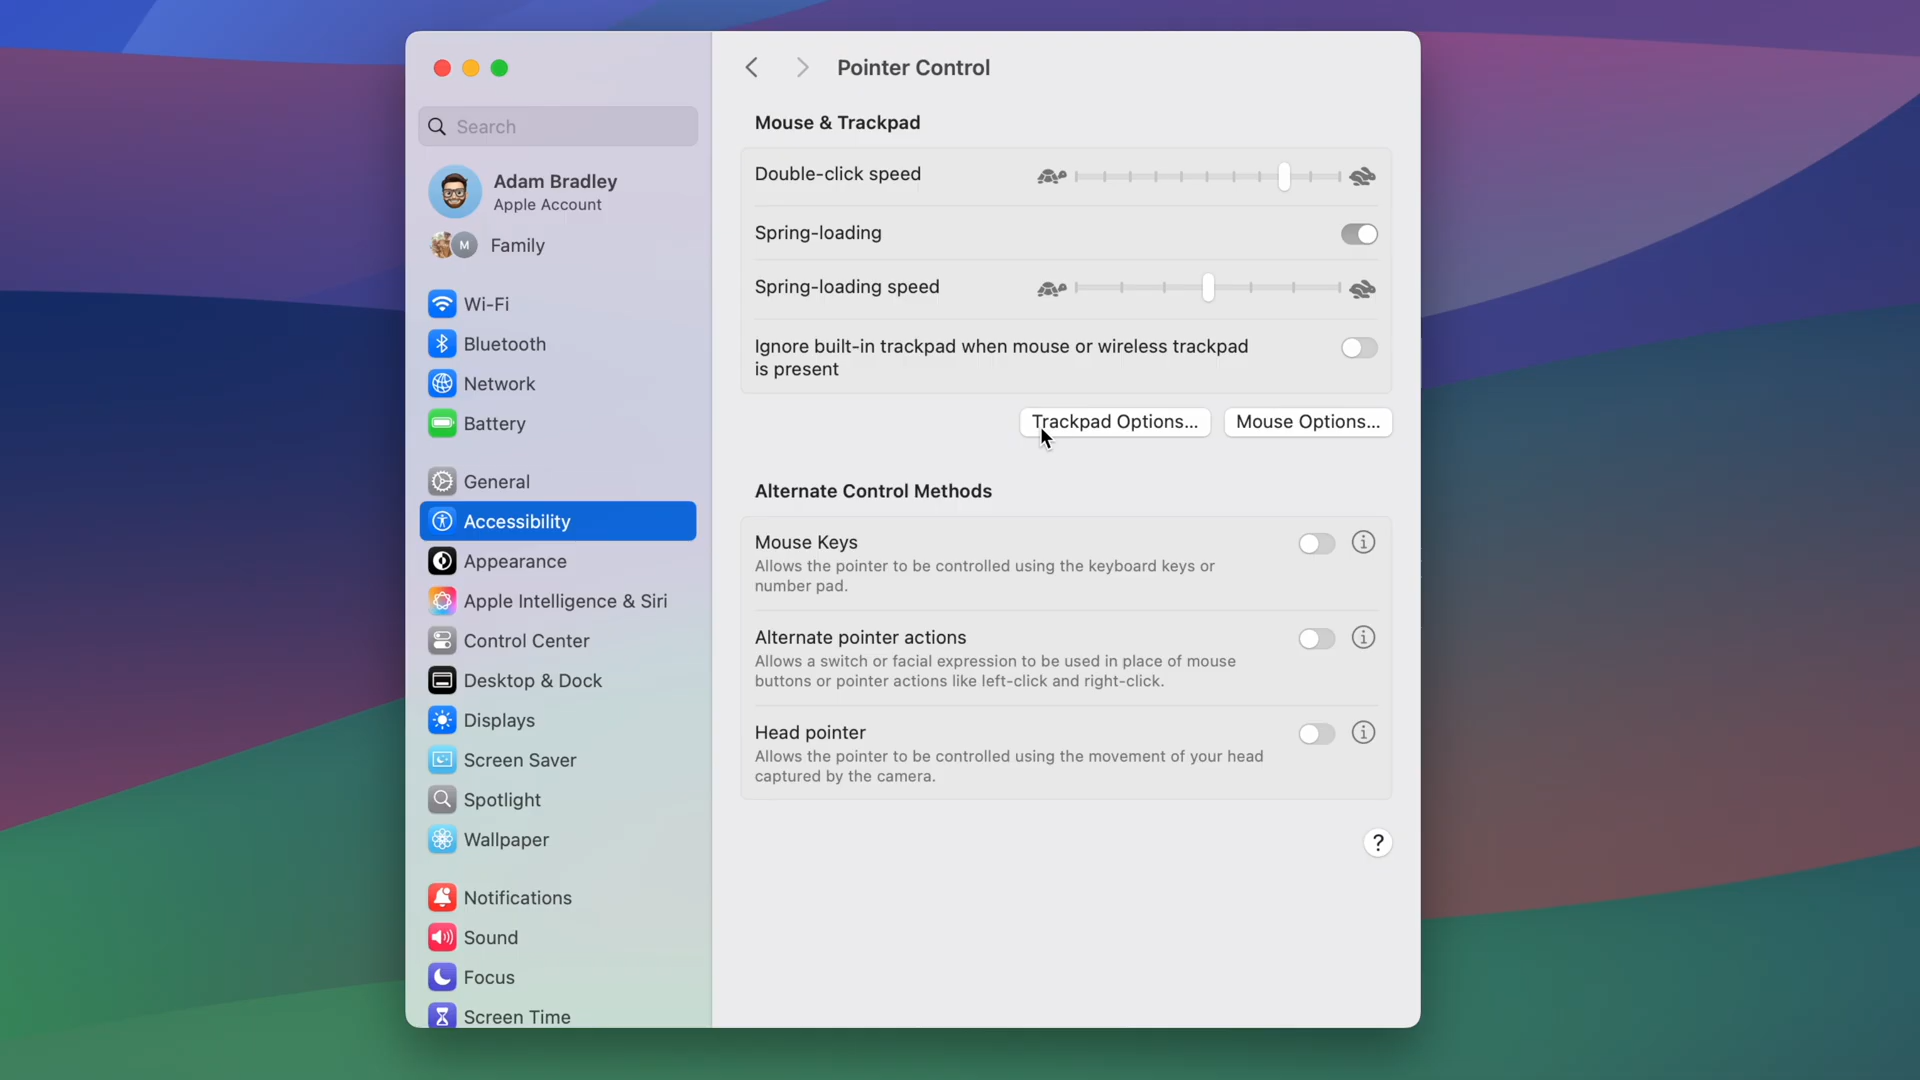 Pointer Control
Search
Adam Bradley
Apple Account
M
Family
Wi-Fi
Bluetooth
Network
Battery
General
Accessibility
Appearance
Apple Intelligence & Siri
Control Center
Desktop & Dock
Displays
Screen Saver
Spotlight
Wallpaper
Notifications
Sound
Focus
Screen Time
Mouse & Trackpad
Double-click speed
Spring-loading
Spring-loading speed
Ignore built-in trackpad when mouse or wireless trackpad
is present
Trackpad Options...
Mouse Options...
Alternate Control Methods
Mouse Keys
Allows the pointer to be controlled using the keyboard keys or
number pad.
Alternate pointer actions
Allows a switch or facial expression to be used in place of mouse
buttons or pointer actions like left-click and right-click.
Head pointer
Allows the pointer to be controlled using the movement of your head
captured by the camera.
?